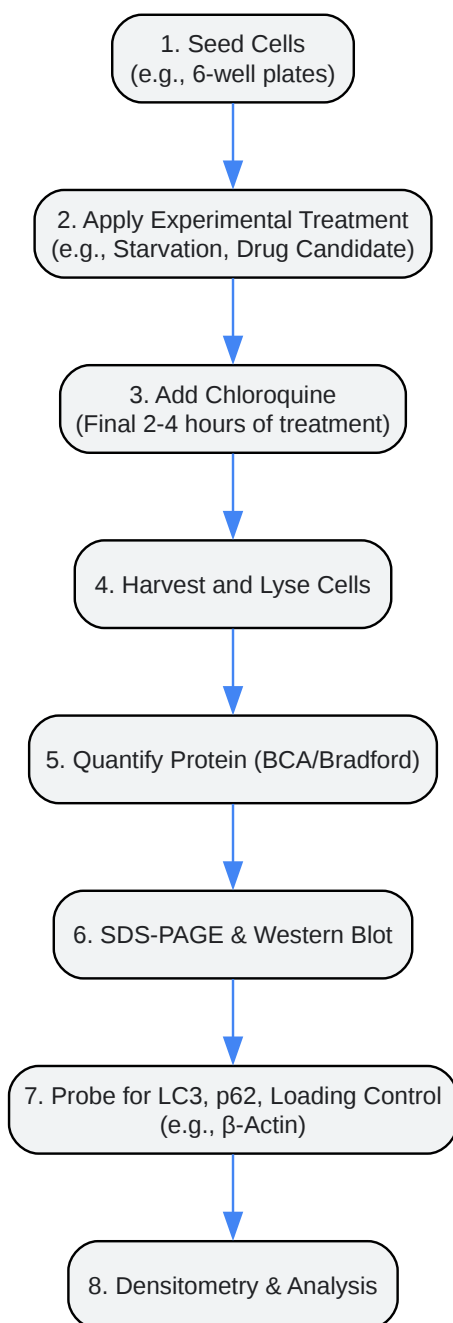 1. Seed Cells
(e.g., 6-well plates)
2. Apply Experimental Treatment
(e.g., Starvation, Drug Candidate)
3. Add Chloroquine
(Final 2-4 hours of treatment)
4. Harvest and Lyse Cells
5. Quantify Protein (BCA/Bradford)
6. SDS-PAGE & Western Blot
7. Probe for LC3, p62, Loading Control
(e.g., β-Actin)
8. Densitometry & Analysis